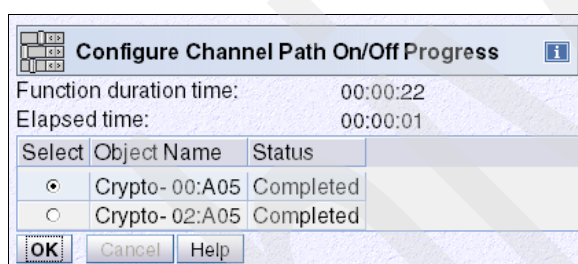 Configure Channel Path On/Off Progress i
Function duration time: 00:00:22
Elapsed time: 00:00:01
Select Object Name Status
Crypto- 00:A05 Completed
Crypto- 02:A05 Completed
OK Cancel Help